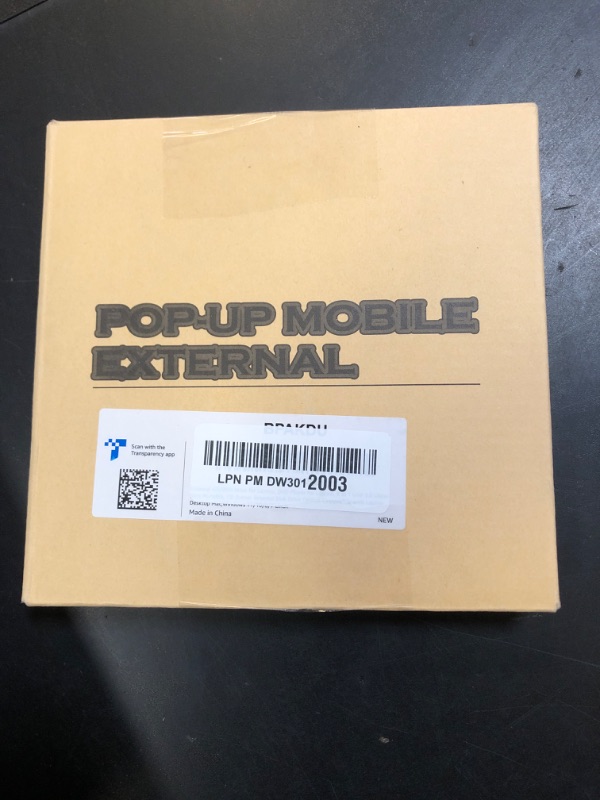 POP-UP MOBILE
EXTERNAL
Scan with the
Transparency app
LPN PM DW3012003
Made in China
NEW